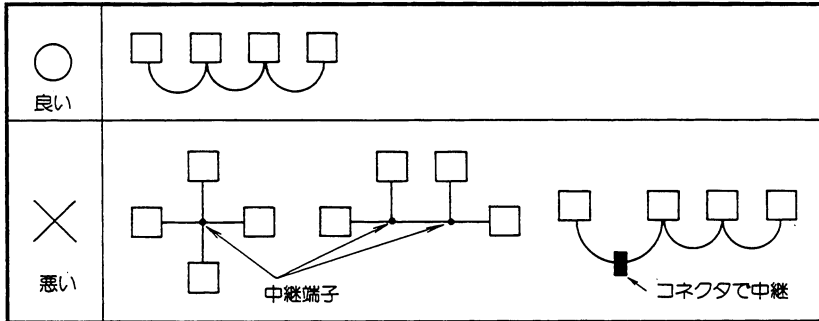 良い
悪い
中継端子
コネクタで中継